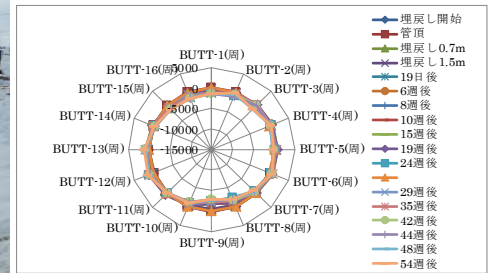 BUTT-1(周)
BUTT-2(周)
BUTT-3(周)
BUTT-4(周)
BUTT-5(周)
BUTT-6(周)
BUTT-7(周)
BUTT-8(周)
BUTT-9(周)
BUTT-10(周)
BUTT-11(周)
BUTT-12(周)
BUTT-13(周)
BUTT-14(周)
BUTT-15(周)
BUTT-16(周)
5000
0
-5000
-10000
-15000
埋戻し開始
管頂
埋戻し0.7m
埋戻し1.5m
19日後
6週後
8週後
10週後
15週後
19週後
24週後
29週後
35週後
42週後
44週後
48週後
54週後